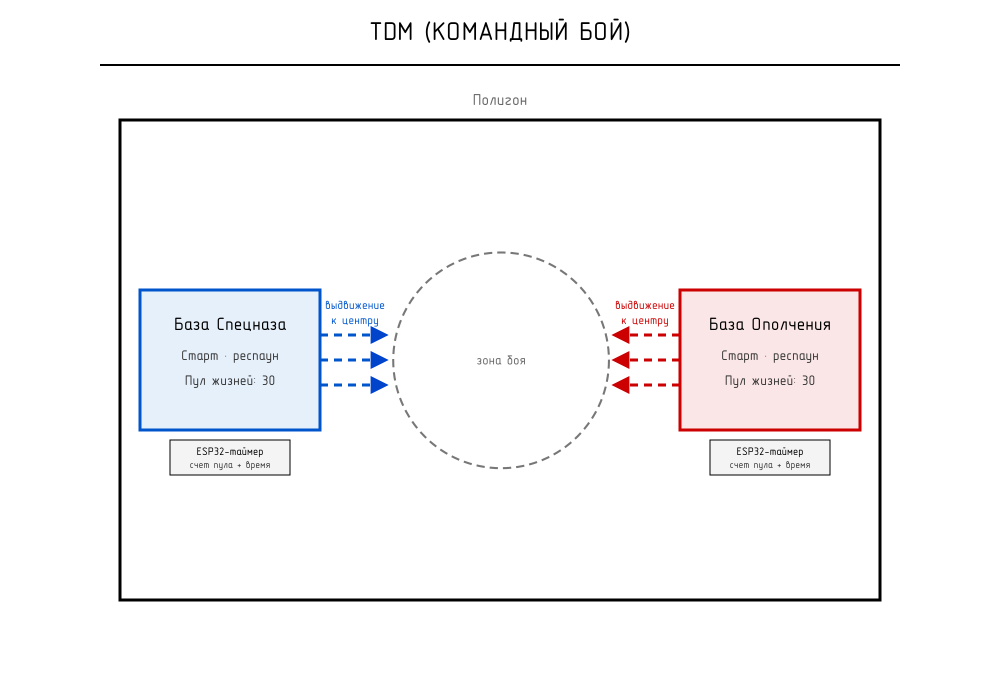 TDM (КОМАНДНЫЙ БОЙ)
Полигон
База Спецназа
Старт · респаун
Пул жизней: 30
ESP32-таймер
счет пула + время
выдвижение
к центру
зона боя
выдвижение
к центру
База Ополчения
Старт · респаун
Пул жизней: 30
ESP32-таймер
счет пула + время